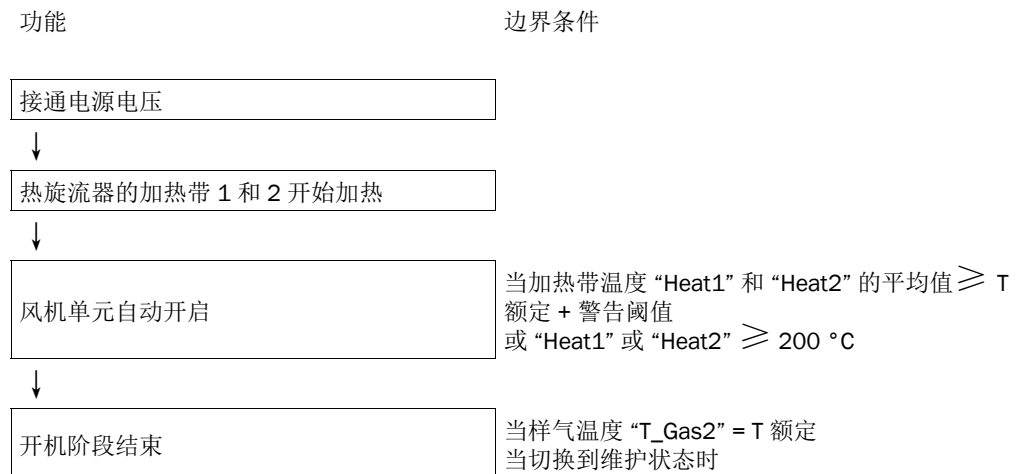 功能
边界条件
接通电源电压
↓
热旋流器的加热带 1 和 2 开始加热
↓
风机单元自动开启
当加热带温度 “Heat1” 和 “Heat2” 的平均值 ≥ T
额定 + 警告阈值
或 “Heat1” 或 “Heat2” ≥ 200 °C
↓
开机阶段结束
当样气温度 “T_Gas2” = T 额定
当切换到维护状态时